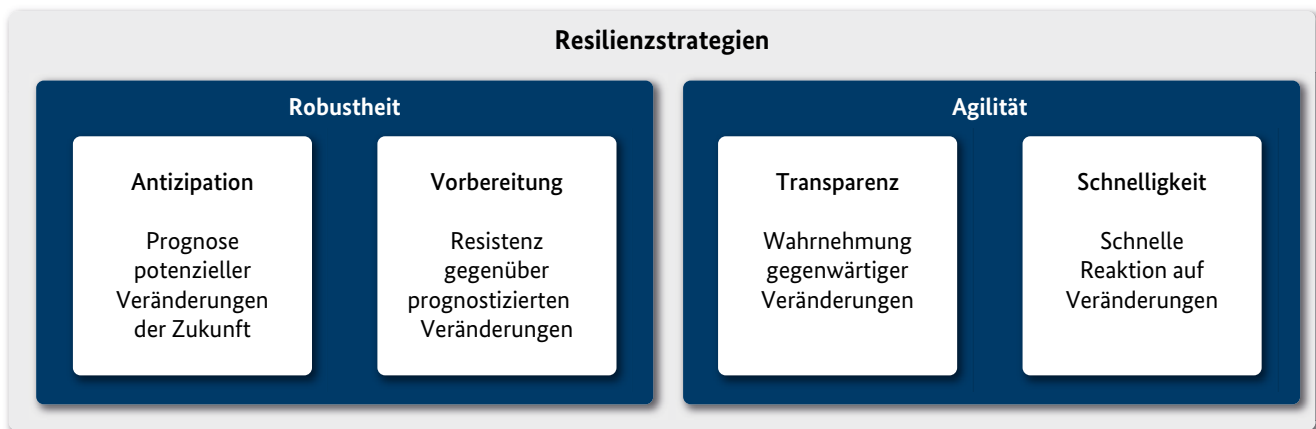 Resilienzstrategien
Robustheit
Antizipation
Prognose
potenzieller
Veränderungen
der Zukunft
Vorbereitung
Resistenz
gegenüber
prognostizierten
Veränderungen
Agilität
Transparenz
Wahrnehmung
gegenwärtiger
Veränderungen
Schnelligkeit
Schnelle
Reaktion auf
Veränderungen